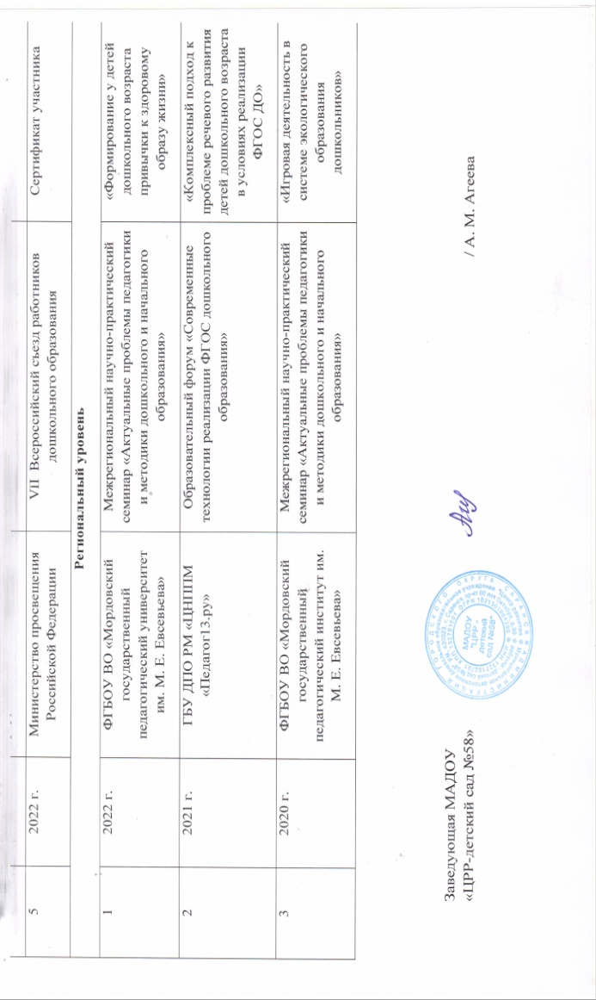 5
2022 г.
Министерство просвещения
Российской Федерации
VII Всероссийский съезд работников
дошкольного образования
Сертификат участника
Региональный уровень
1
2022 г.
ФГБОУ ВО «Мордовский
государственный
педагогический университет
им. М. Е. Евсевьева»
Межрегиональный научно-практический
семинар «Актуальные проблемы педагогики
и методики дошкольного и начального
образования»
«Формирование у детей
дошкольного возраста
привычки к здоровому
образу жизни»
2
2021 г.
ГБУ ДПО РМ «ЦНППМ
«Педагог13.ру»
Образовательный форум «Современные
технологии реализации ФГОС дошкольного
образования»
«Комплексный подход к
проблеме речевого развития
детей дошкольного возраста
в условиях реализации
ФГОС ДО»
3
2020 г.
ФГБОУ ВО «Мордовский
государственный
педагогический институт им.
М. Е. Евсевьева»
Межрегиональный научно-практический
семинар «Актуальные проблемы педагогики
и методики дошкольного и начального
образования»
«Игровая деятельность в
системе экологического
образования
дошкольников»
Заведующая МАДОУ
«ЦРР-детский сад №58»
МАДОУ
"ЦРР -
детский
сад №58"
/ А. М. Агеева